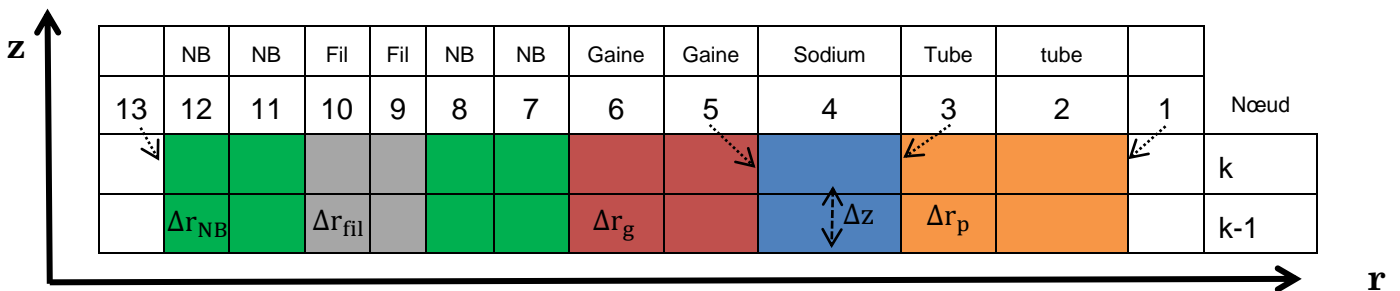 z
NB NB Fil Fil NB NB Gaine Gaine Sodium Tube tube
13 12 11 10 9 8 7 6 5 4 3 2 1 Nœud
k
Δr_NB Δr_fil Δr_g Δz Δr_p k-1
r